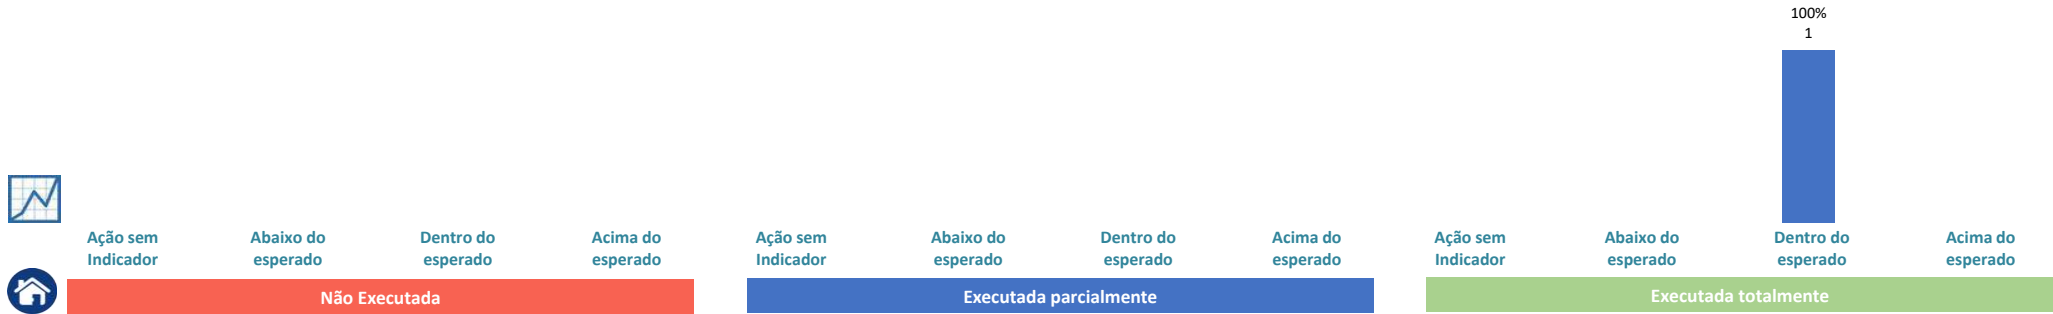 100%
1
Ação sem Indicador
Abaixo do esperado
Dentro do esperado
Acima do esperado
Ação sem Indicador
Abaixo do esperado
Dentro do esperado
Acima do esperado
Ação sem Indicador
Abaixo do esperado
Dentro do esperado
Acima do esperado
Não Executada
Executada parcialmente
Executada totalmente